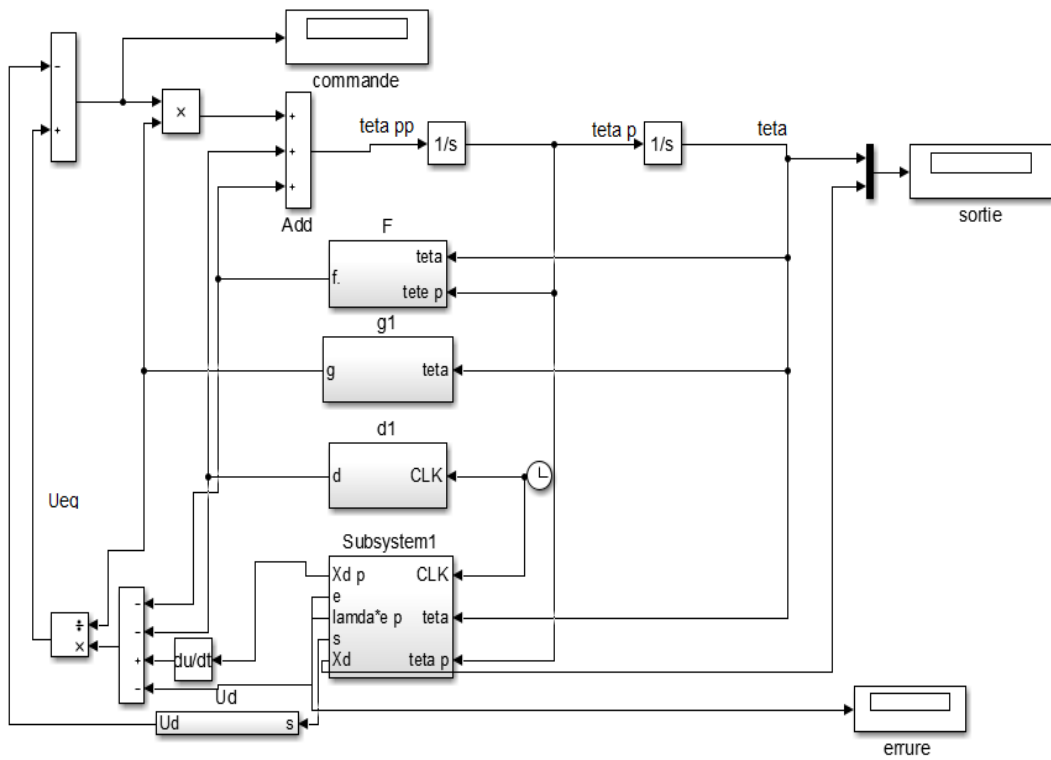 commande
−
+
×
+
+
+
Add
teta pp
1/s
teta p
1/s
teta
sortie
F
teta
f.
tete p
g1
g
teta
d1
d
CLK
Ueq
Subsystem1
Xd p
CLK
e
lamda*e p
teta
s
Xd
teta p
÷
×
−
−
+
−
du/dt
Ud
Ud
s
errure